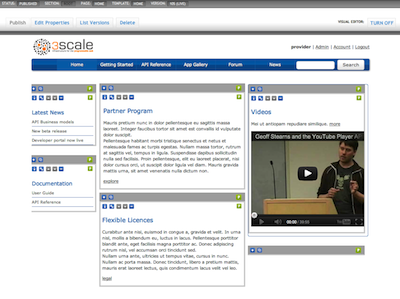 STATUS: PUBLISHED SECTION: PAGE: HOME TEMPLATE: HOME VERSION: V02 (LIVE)
Publish Edit Properties List Versions Delete VISUAL EDITOR: TURN OFF
3scale
provider | Admin | Account | Logout
Home Getting Started API Reference App Gallery Forum News Search
Latest News
API Business models
New beta release
Developer portal now live
Documentation
User Guide
API Reference
Partner Program
Mauris pretium nunc in dolor pellentesque eu sagittis massa
laoreet. Integer faucibus tortor sit amet est convallis id vulputate
dolor suscipit.
Pellentesque habitant morbi tristique senectus et netus et
malesuada fames ac turpis egestas. Nullam massa tortor, rutrum
at sagittis vel, tempus in ligula. Suspendisse dapibus sollicitudin
nulla sed facilisis. Proin pellentesque, elit eu laoreet placerat, nisl
dolor cursus orci, ut suscipit dolor ligula vel diam. Mauris gravida
mattis urna, sit amet venenatis nulla dictum non.
explore
Flexible Licences
Curabitur ante nisi, euismod in congue a, gravida et velit. In urna
nisi, mollis a bibendum eu, luctus in lacus. Pellentesque porttitor
blandit ante, eget facilisis magna porttitor ac. Donec adipiscing
rutrum nisl, vel accumsan orci tincidunt sed.
Nullam urna ante, ultricies ut tempus vitae, cursus in nunc.
Nullam ac porta massa. Donec tincidunt, libero a pretium mattis,
mauris erat laoreet lectus, quis condimentum lacus velit vel leo.
legal
Videos
Hw ut antiopam repudiare similique. more
Geoff Stearns and the YouTube Player A